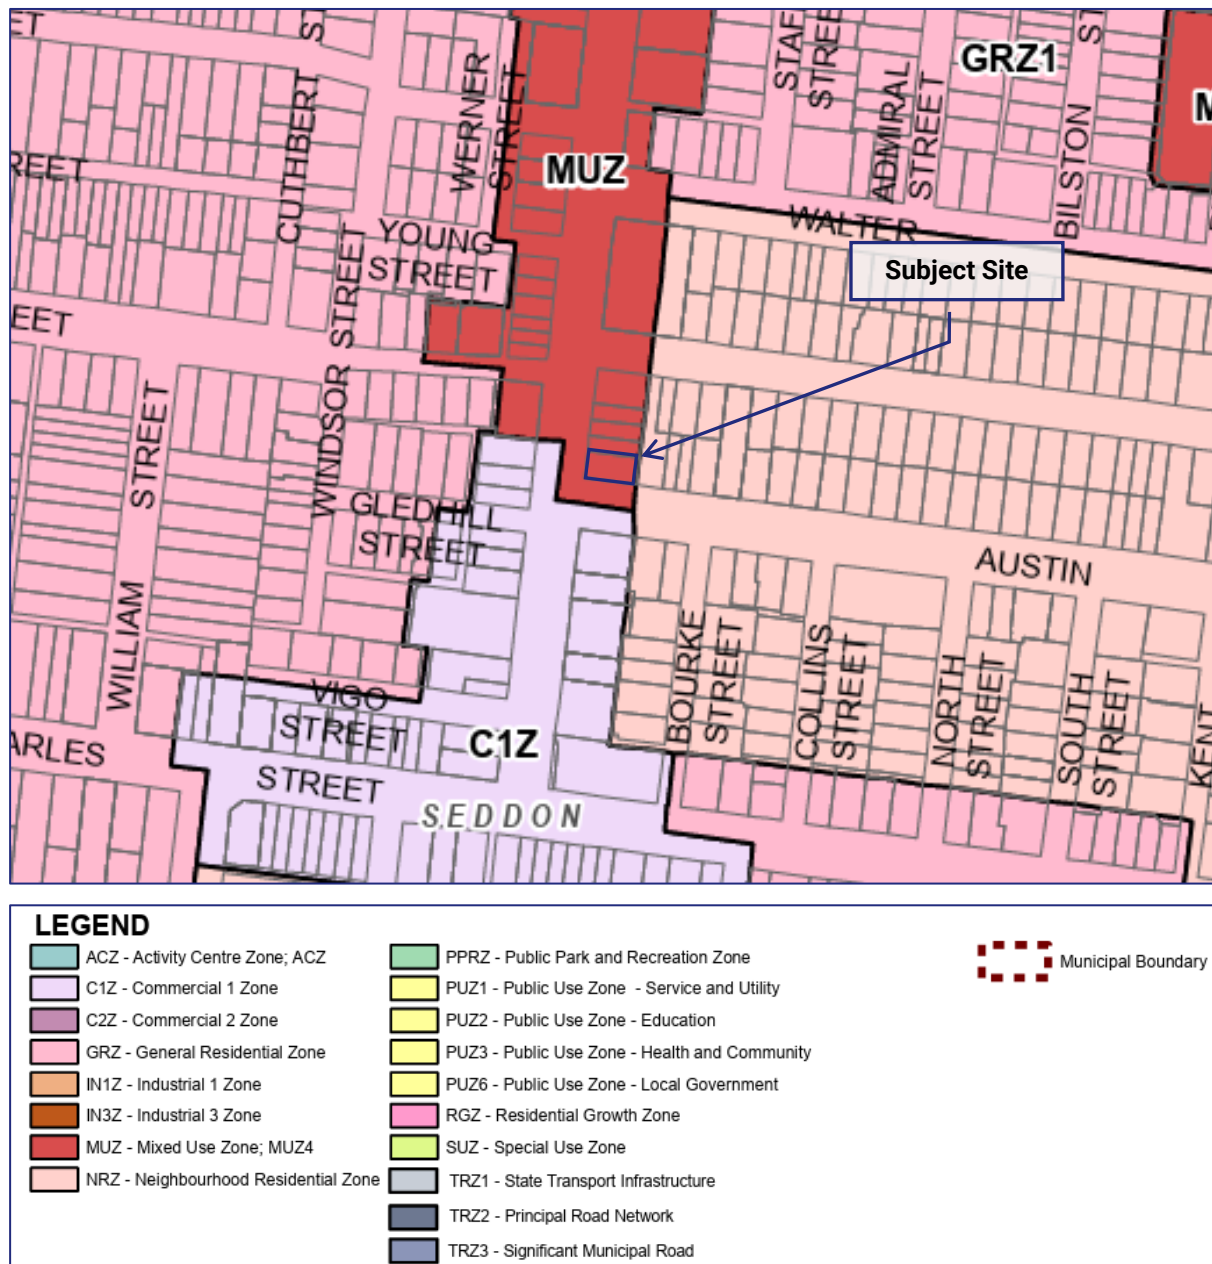 ET
ST
CUTHBERT
WERNER
STREET
STAF
STREE
ADMIRAL
STREET
GRZ1
BILSTON
ST
M
MUZ
REET
YOUNG
STREET
WALTER
Subject Site
EET
STREET
WINDSOR
STREET
WILLIAM
GLEDHILL
STREET
AUSTIN
BOURKE
STREET
COLLINS
STREET
NORTH
STREET
SOUTH
STREET
KENT
VIGO
STREET
C1Z
ARLES
STREET
SEDDON
LEGEND
ACZ - Activity Centre Zone; ACZ
C1Z - Commercial 1 Zone
C2Z - Commercial 2 Zone
GRZ - General Residential Zone
IN1Z - Industrial 1 Zone
IN3Z - Industrial 3 Zone
MUZ - Mixed Use Zone; MUZ4
NRZ - Neighbourhood Residential Zone
PPRZ - Public Park and Recreation Zone
PUZ1 - Public Use Zone - Service and Utility
PUZ2 - Public Use Zone - Education
PUZ3 - Public Use Zone - Health and Community
PUZ6 - Public Use Zone - Local Government
RGZ - Residential Growth Zone
SUZ - Special Use Zone
TRZ1 - State Transport Infrastructure
TRZ2 - Principal Road Network
TRZ3 - Significant Municipal Road
Municipal Boundary